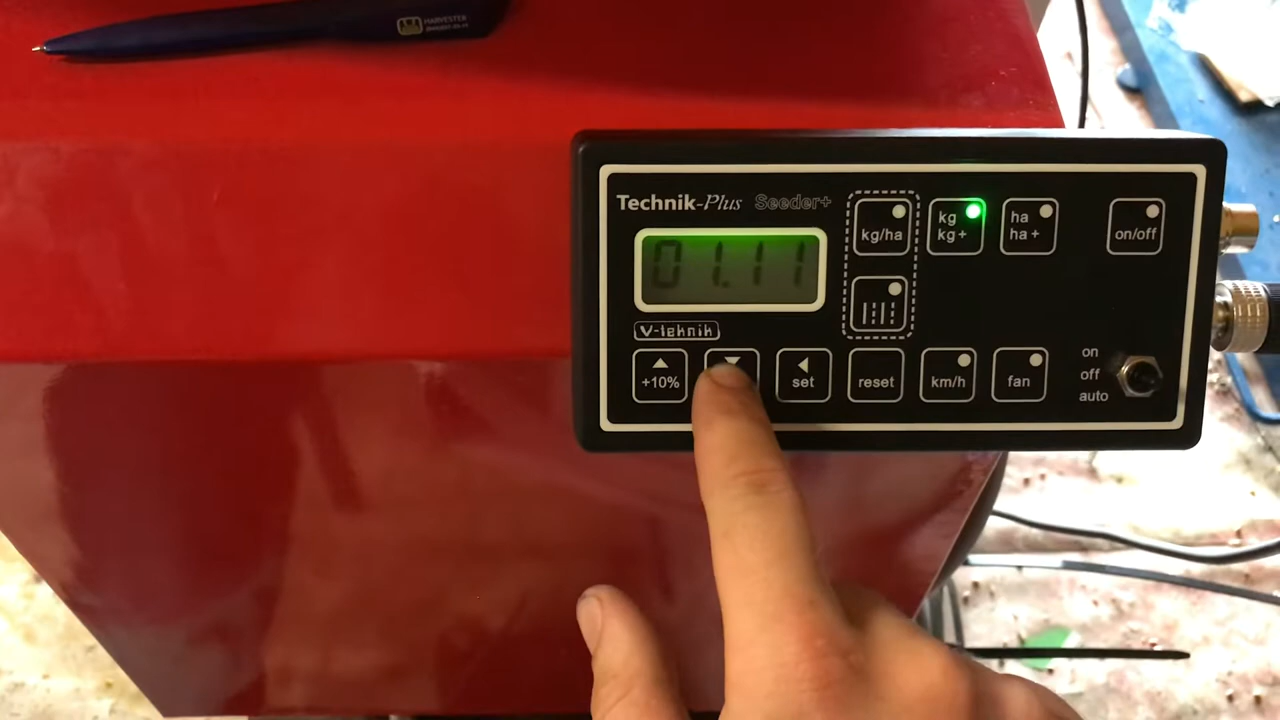 HARVESTER
Technik-Plus Seeder+
01.11
V-teknik
kg/ha
kg
kg+
ha
ha+
on/off
+10%
set
reset
km/h
fan
on
off
auto